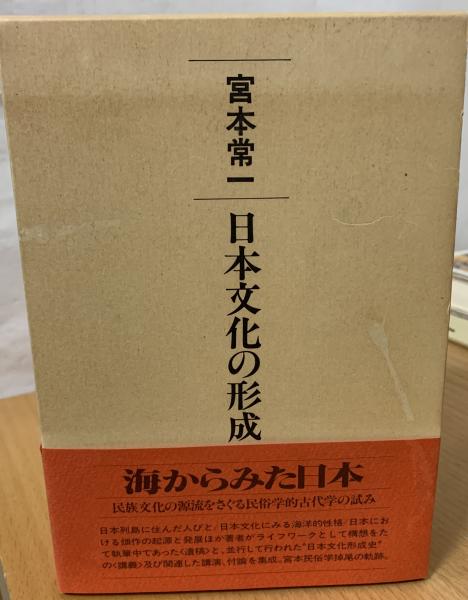 宮本常一
日本文化の形成
海からみた日本
民族文化の源流をさぐる民俗学的古代学の試み
日本列島に住んだ人びと/日本文化にみる海洋的性格/日本にお
ける畑作の起源と発展ほか著者がライフワークとして構想をた
て執筆中であった〈遺稿〉と、並行して行われた“日本文化形成史”
の〈講義〉及び関連した講演、付論を集成。宮本民俗学掉尾の軌跡。